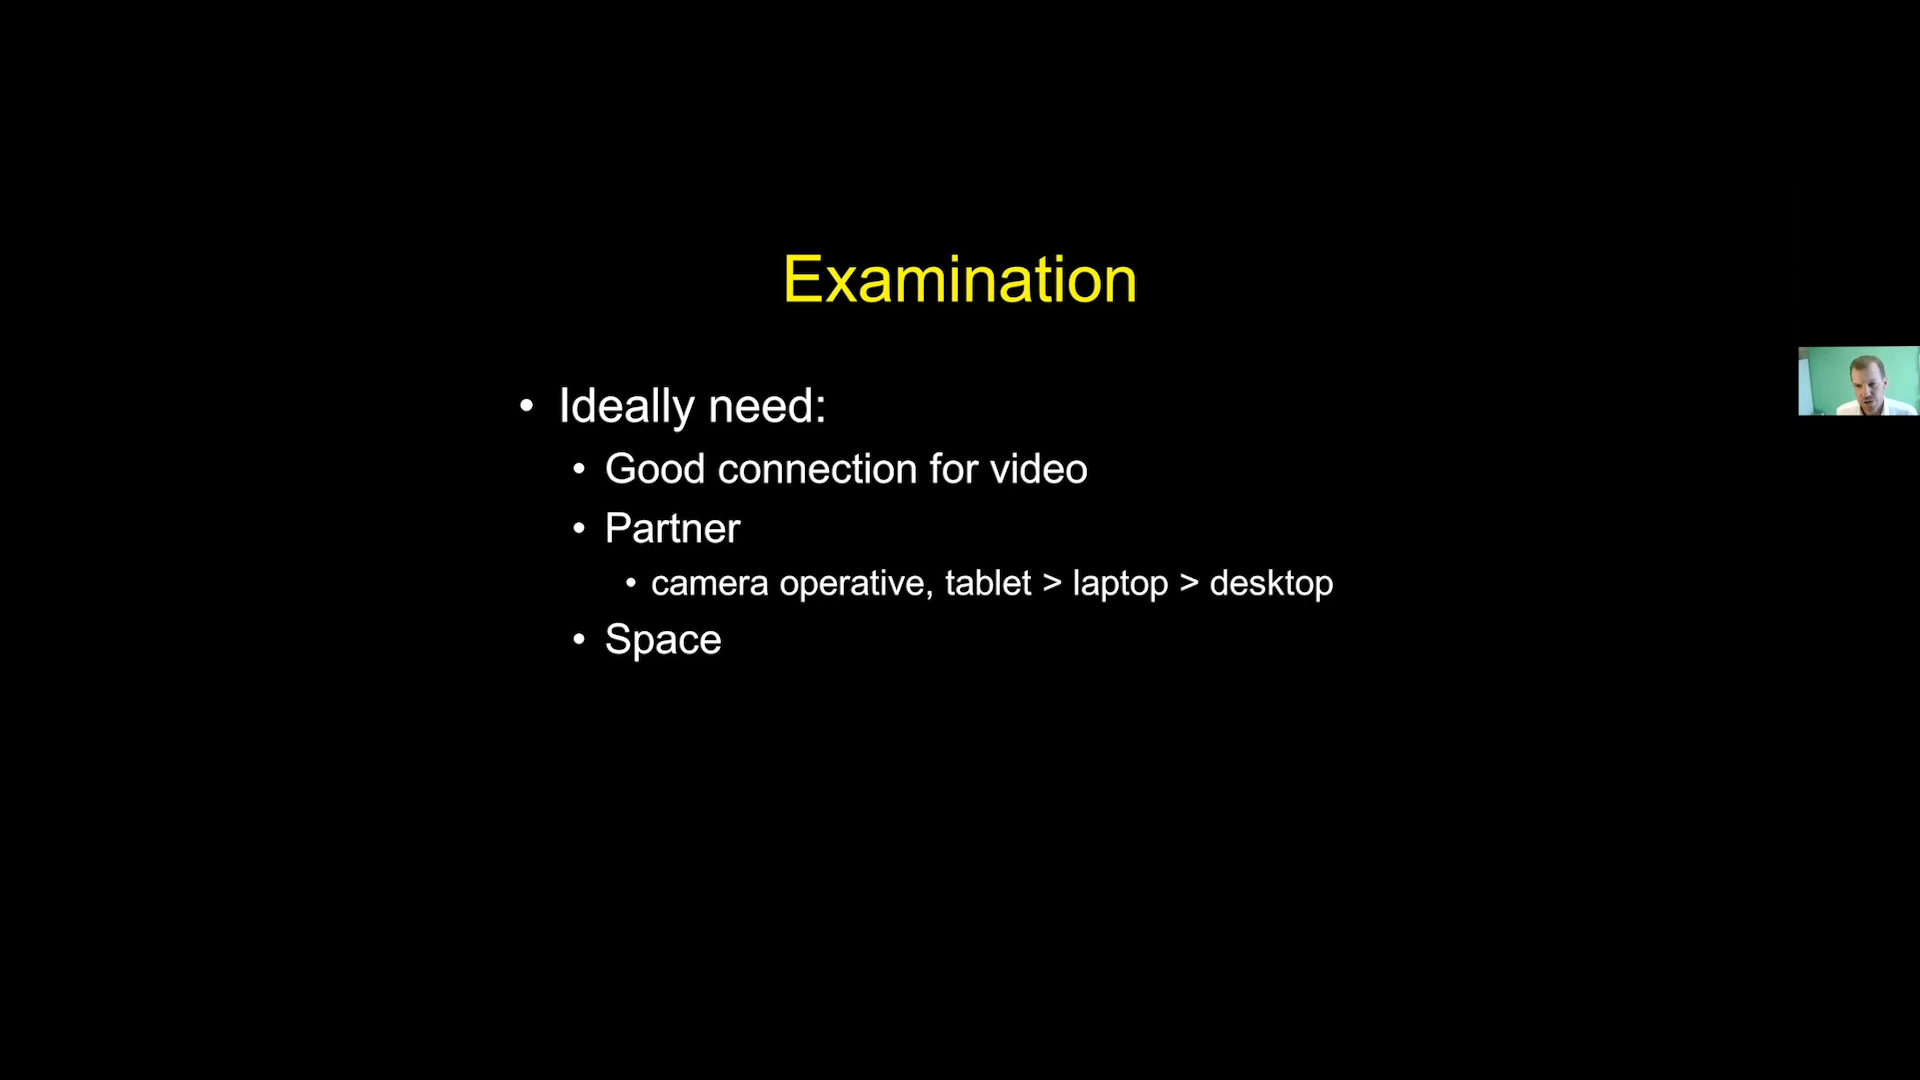 Examination
• Ideally need:
• Good connection for video
• Partner
• camera operative, tablet > laptop > desktop
• Space